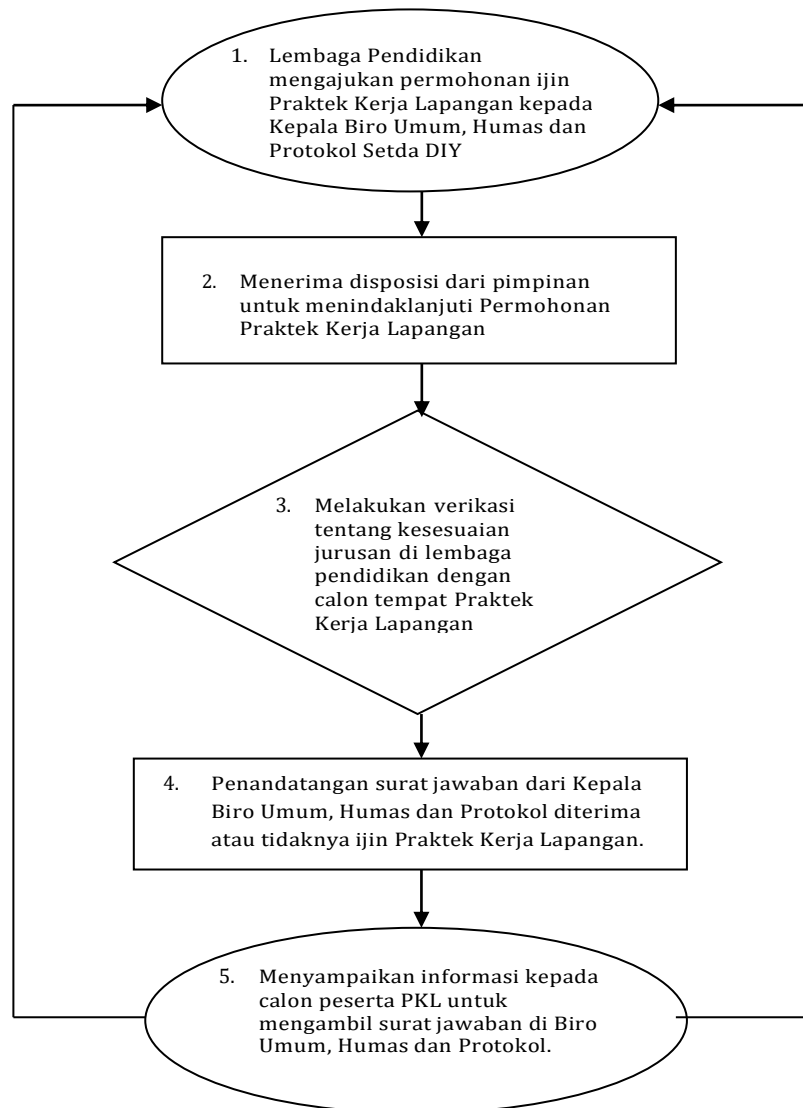 1. Lembaga Pendidikan
mengajukan permohonan ijin
Praktek Kerja Lapangan kepada
Kepala Biro Umum, Humas dan
Protokol Setda DIY
2. Menerima disposisi dari pimpinan
untuk menindaklanjuti Permohonan
Praktek Kerja Lapangan
3. Melakukan verifikasi
tentang kesesuaian
jurusan di lembaga
pendidikan dengan
calon tempat Praktek
Kerja Lapangan
4. Penandatangan surat jawaban dari Kepala
Biro Umum, Humas dan Protokol diterima
atau tidaknya ijin Praktek Kerja Lapangan.
5. Menyampaikan informasi kepada
calon peserta PKL untuk
mengambil surat jawaban di Biro
Umum, Humas dan Protokol.